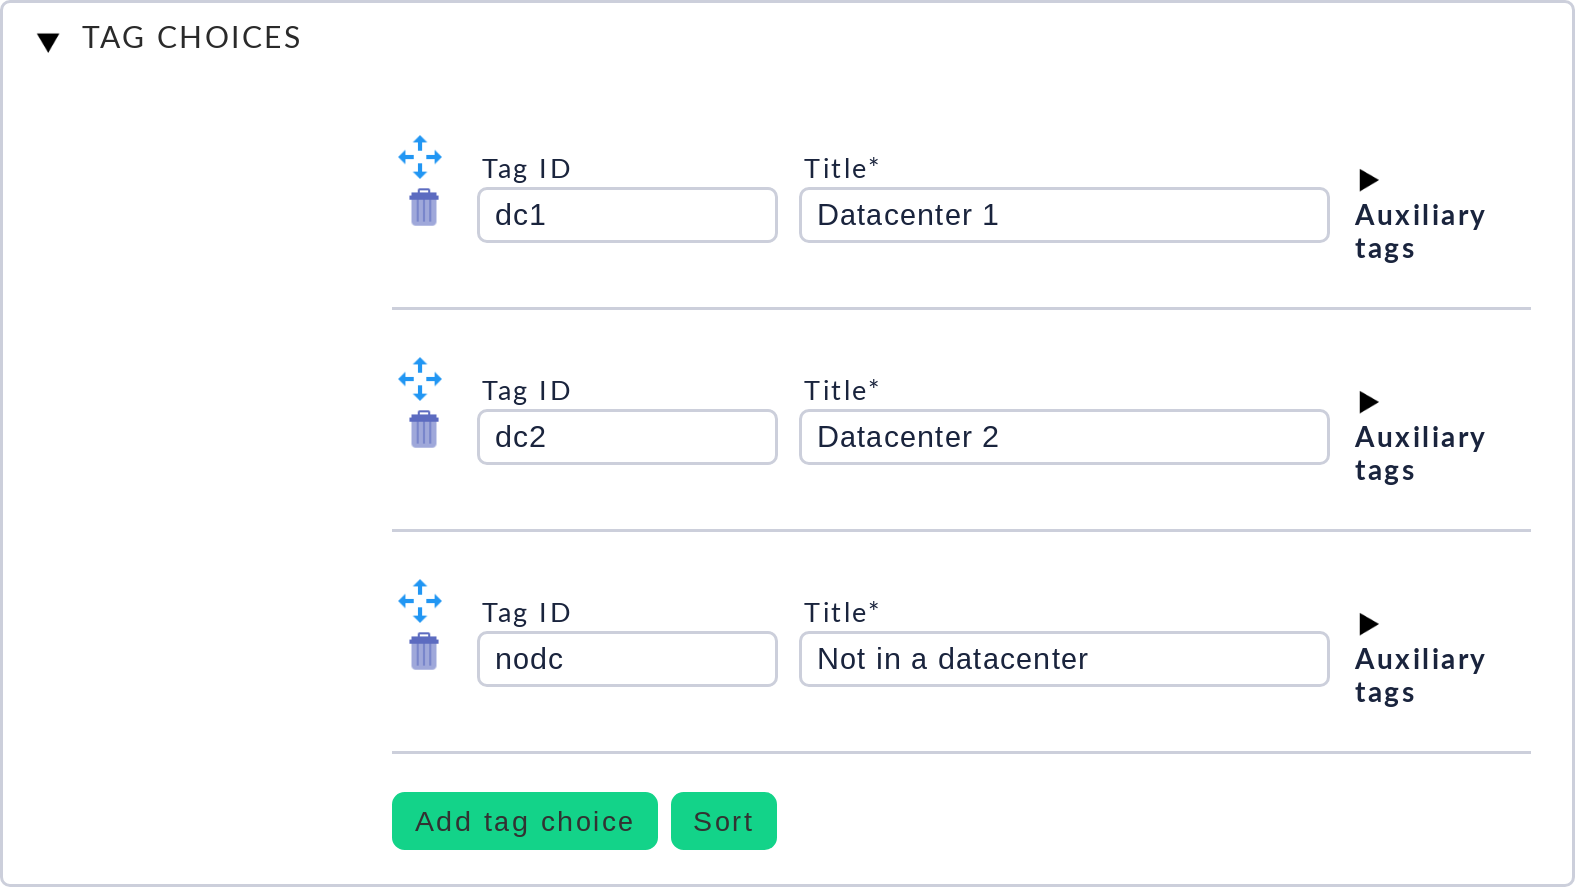 TAG CHOICES
Tag ID
Title*
dc1
Datacenter 1
Auxiliary
tags
Tag ID
Title*
dc2
Datacenter 2
Auxiliary
tags
Tag ID
Title*
nodc
Not in a datacenter
Auxiliary
tags
Add tag choice
Sort